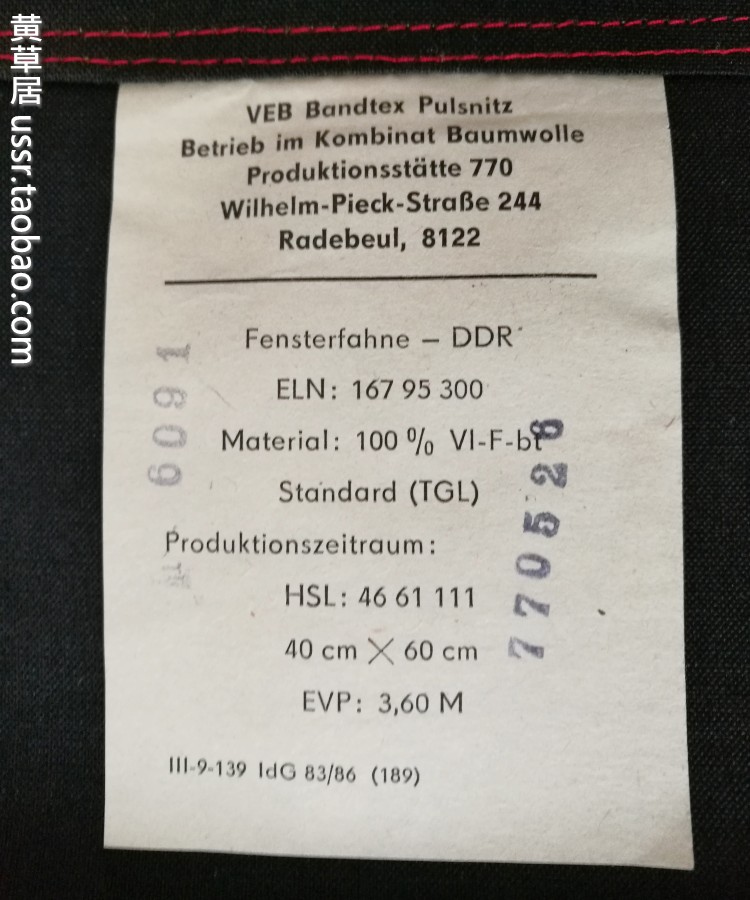 黄草居 ussr.taobao.com
VEB Bandtex Pulsnitz
Betrieb im Kombinat Baumwolle
Produktionsstätte 770
Wilhelm-Pieck-Straße 244
Radebeul, 8122
Fensterfahne – DDR
ELN: 167 95 300
Material: 100 % VI-F-bt
Standard (TGL)
Produktionszeitraum:
HSL: 46 61 111
40 cm × 60 cm
EVP: 3,60 M
III-9-139 IdG 83/86 (189)
6091
770526